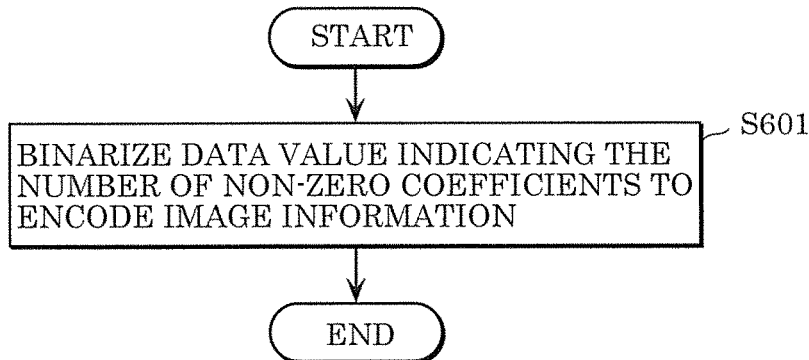 START
S601
BINARIZE DATA VALUE INDICATING THE
NUMBER OF NON-ZERO COEFFICIENTS TO
ENCODE IMAGE INFORMATION
END